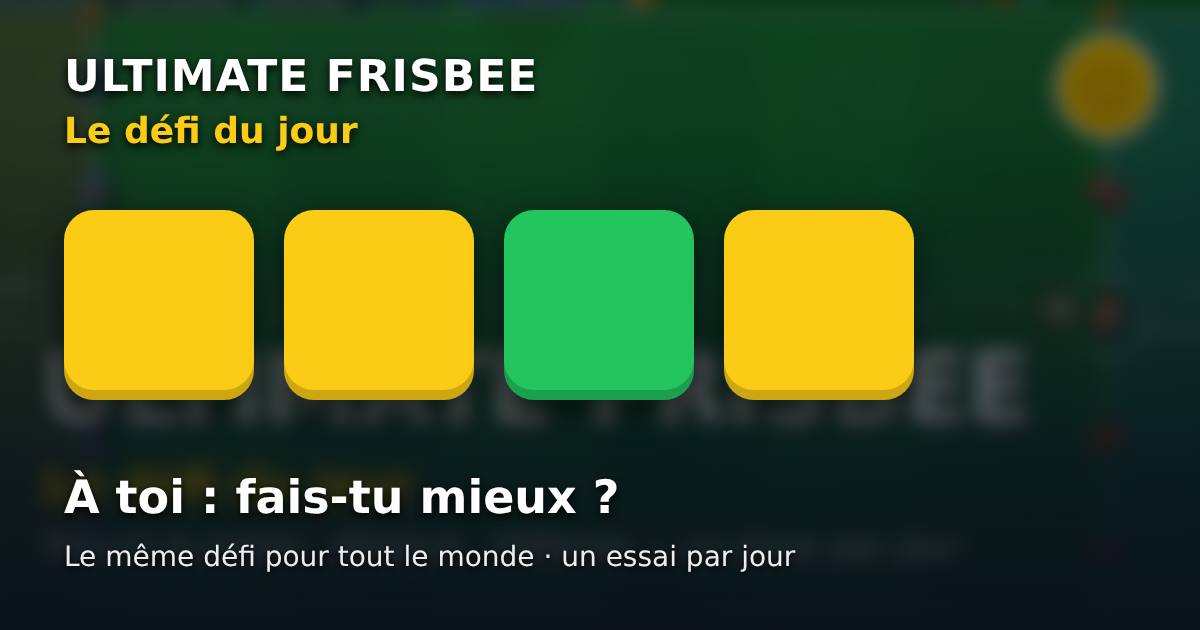 ULTIMATE FRISBEE
Le défi du jour
À toi : fais-tu mieux ?
Le même défi pour tout le monde · un essai par jour